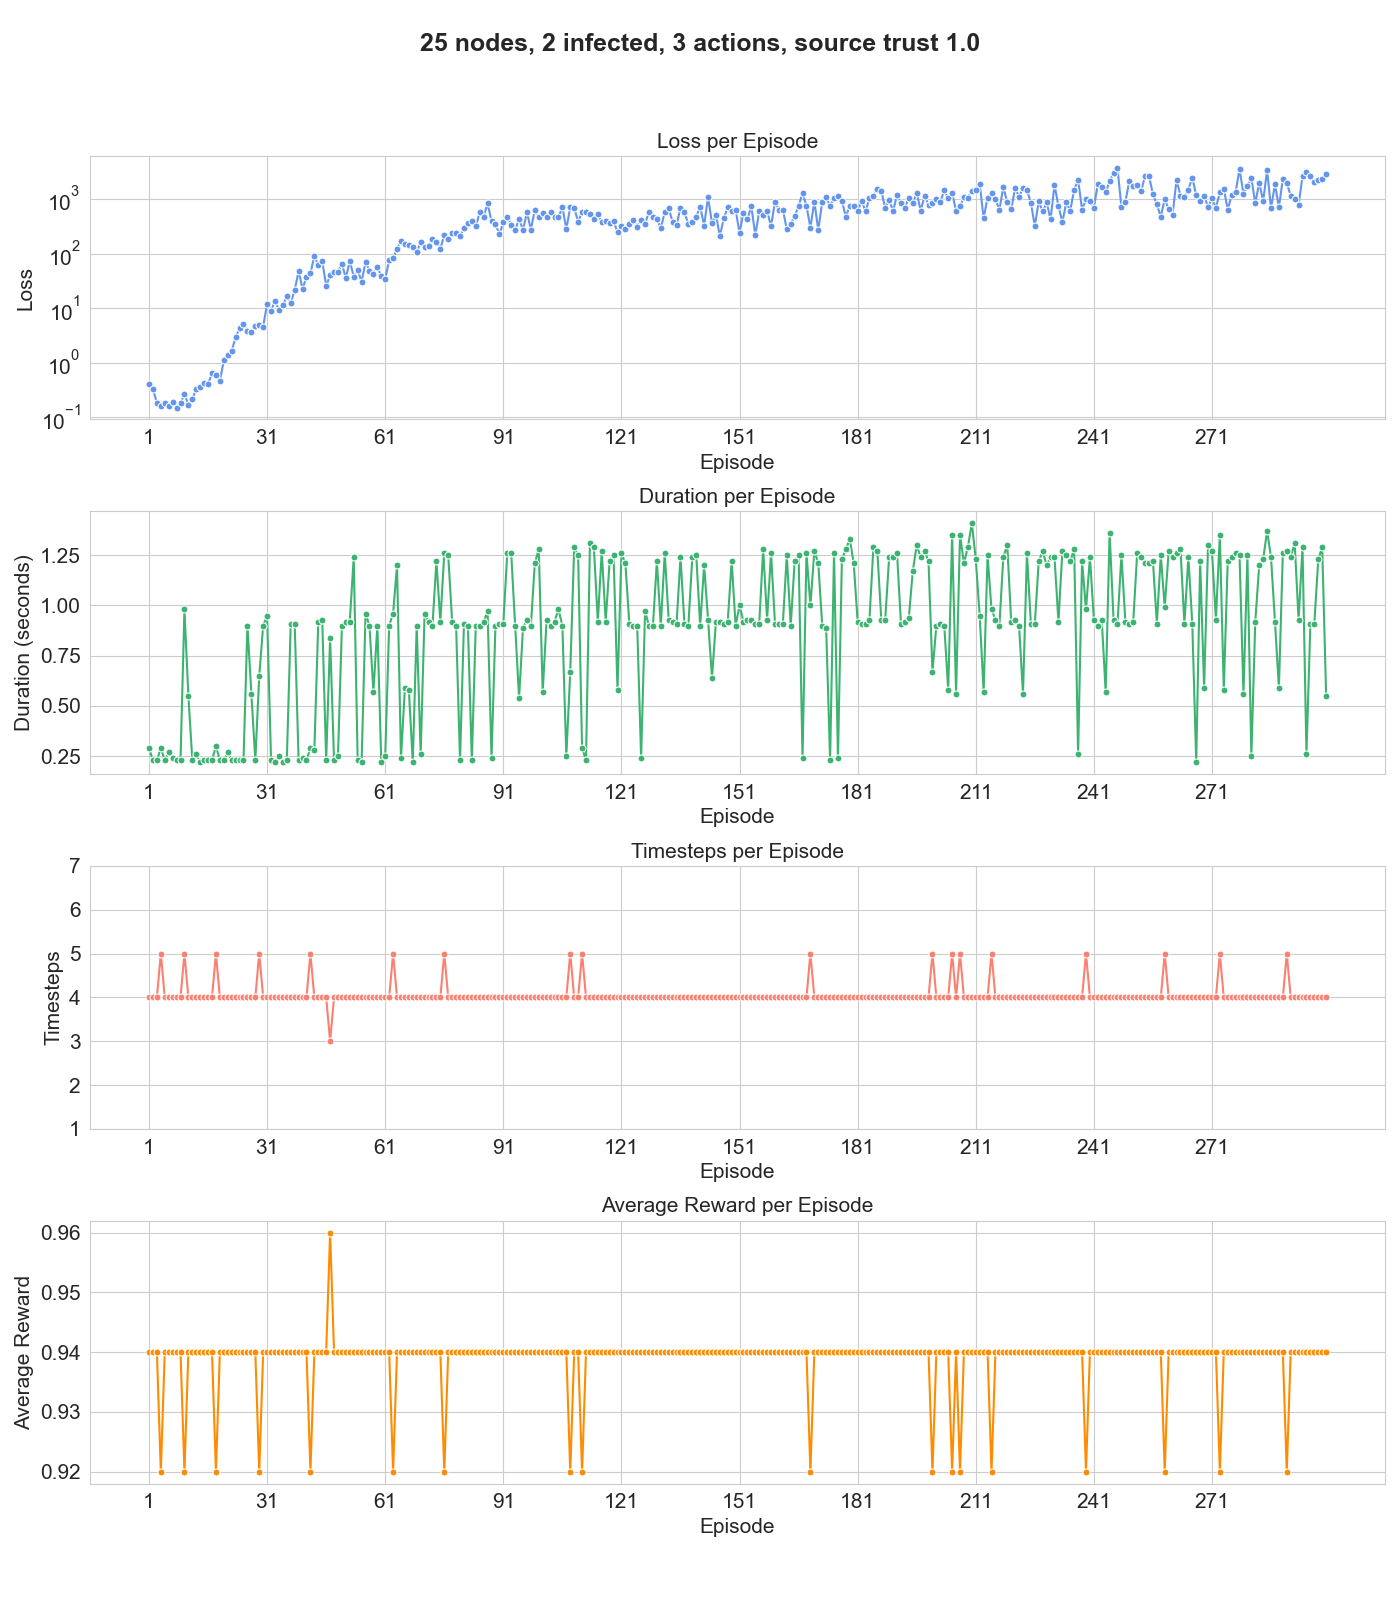 25 nodes, 2 infected, 3 actions, source trust 1.0
Loss per Episode
Loss
10^3
10^2
10^1
10^0
10^−1
1 31 61 91 121 151 181 211 241 271
Episode
Duration per Episode
Duration (seconds)
1.25
1.00
0.75
0.50
0.25
1 31 61 91 121 151 181 211 241 271
Episode
Timesteps per Episode
Timesteps
7
6
5
4
3
2
1
1 31 61 91 121 151 181 211 241 271
Episode
Average Reward per Episode
Average Reward
0.96
0.95
0.94
0.93
0.92
1 31 61 91 121 151 181 211 241 271
Episode